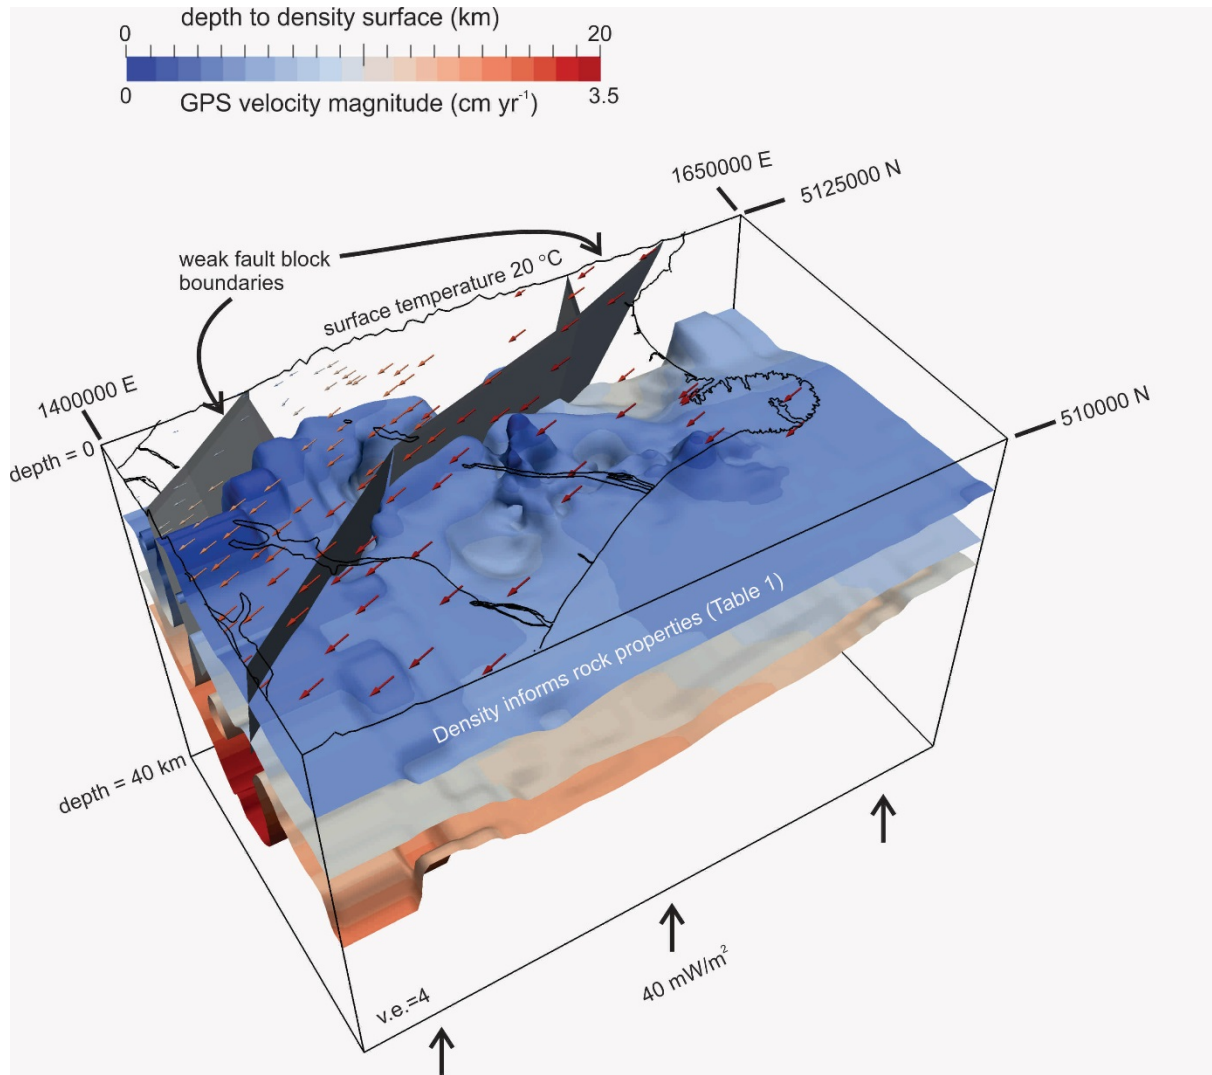 depth to density surface (km)
0 20
0 3.5
GPS velocity magnitude (cm yr⁻¹)
1650000 E
5125000 N
weak fault block
boundaries
surface temperature 20 °C
1400000 E
depth = 0
510000 N
Density informs rock properties (Table 1)
depth = 40 km
40 mW/m²
v.e.=4